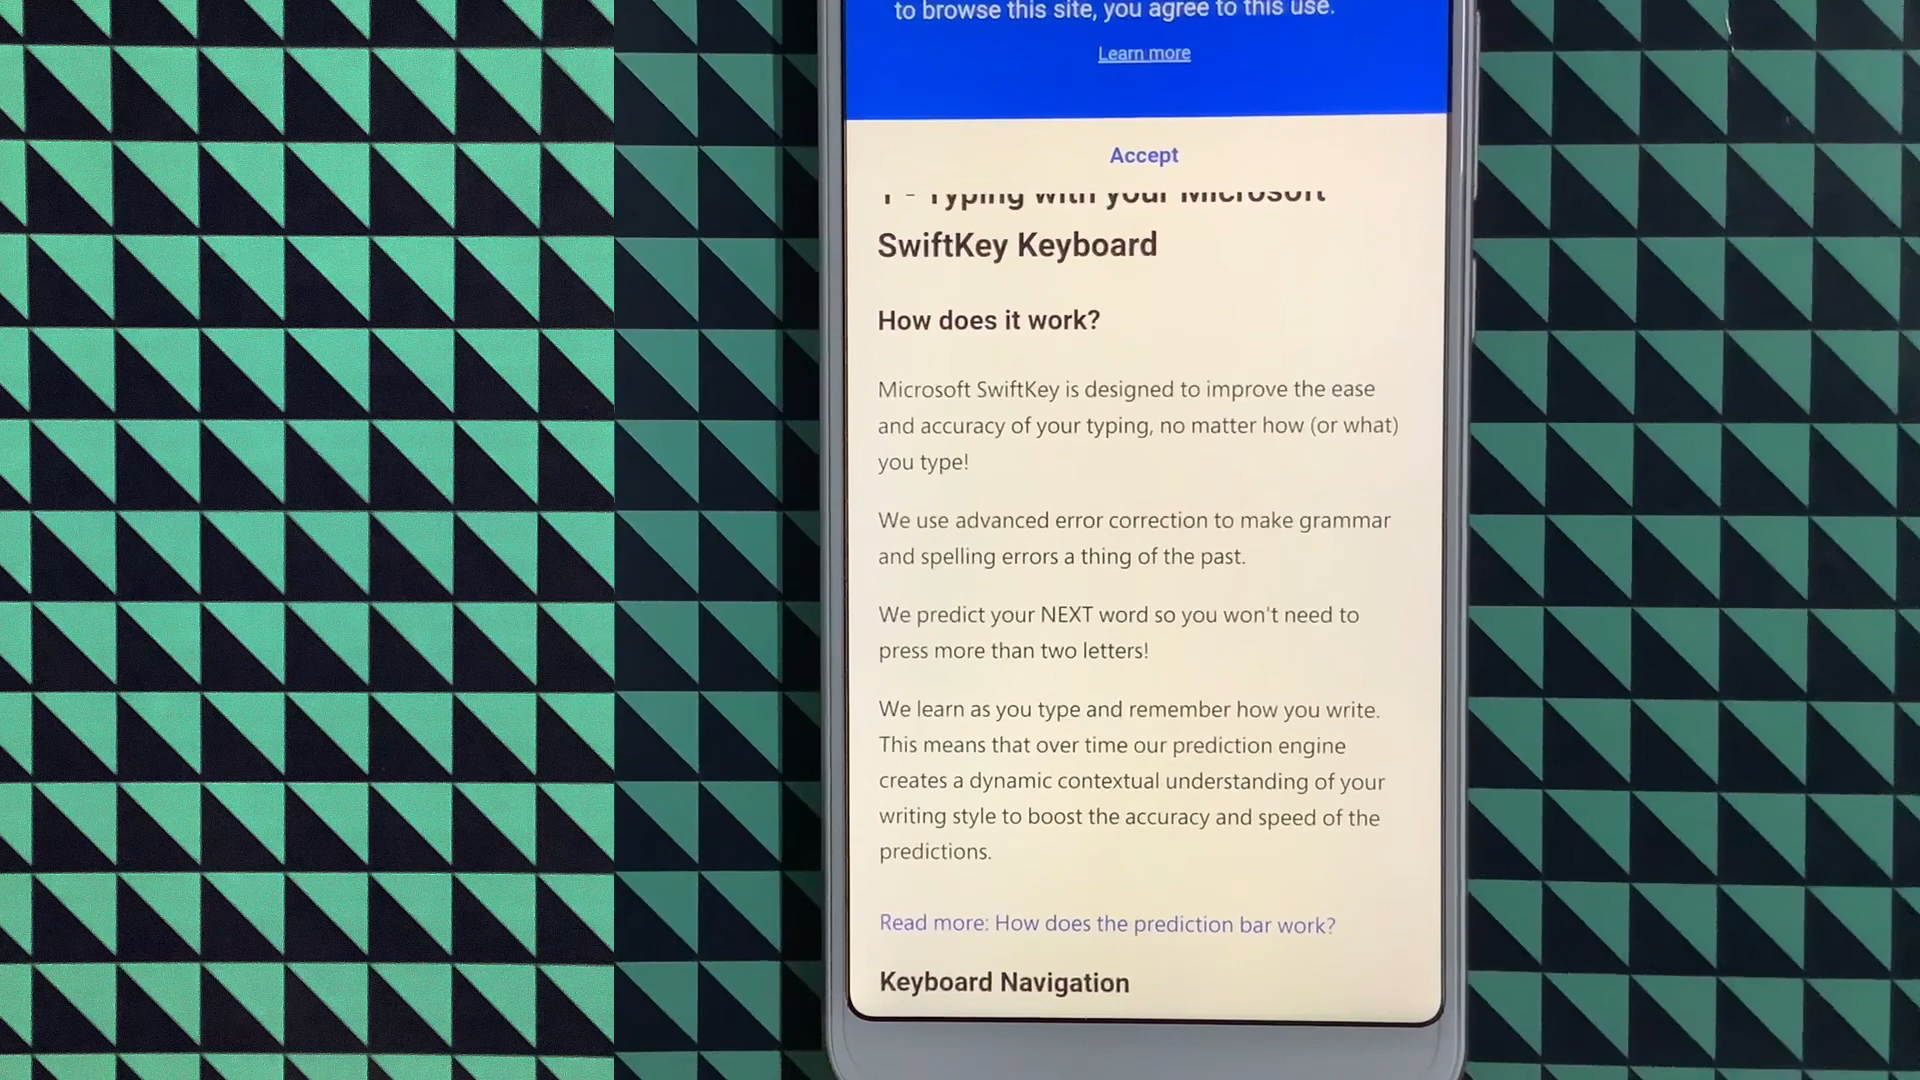 to browse this site, you agree to this use.
Learn more
Accept
1 - Typing with your Microsoft
SwiftKey Keyboard
How does it work?
Microsoft SwiftKey is designed to improve the ease
and accuracy of your typing, no matter how (or what)
you type!
We use advanced error correction to make grammar
and spelling errors a thing of the past.
We predict your NEXT word so you won't need to
press more than two letters!
We learn as you type and remember how you write.
This means that over time our prediction engine
creates a dynamic contextual understanding of your
writing style to boost the accuracy and speed of the
predictions.
Read more: How does the prediction bar work?
Keyboard Navigation